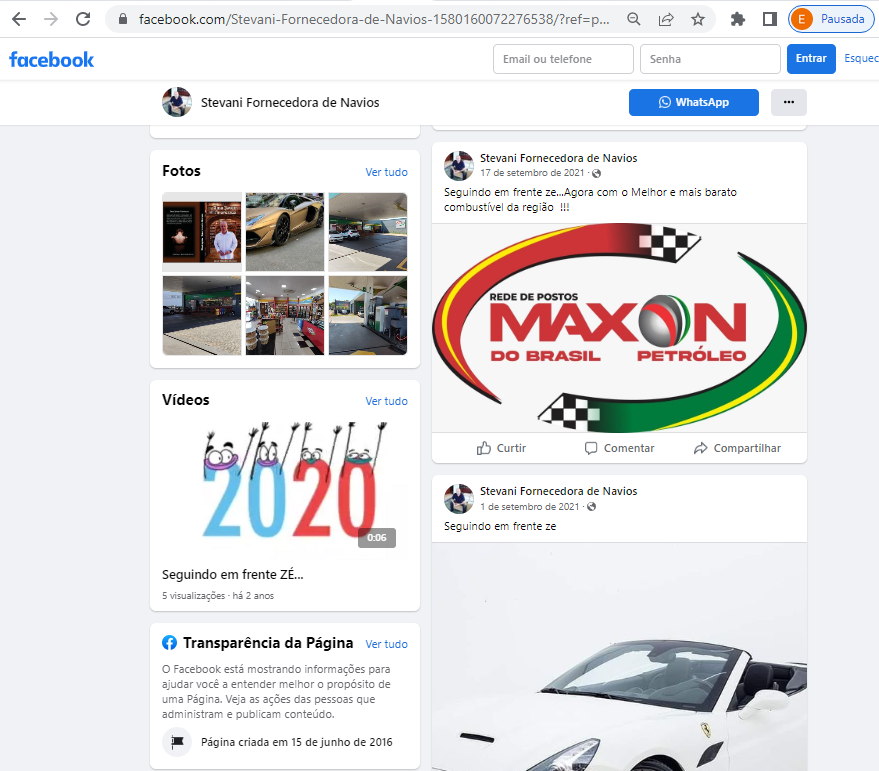 facebook.com/Stevani-Fornecedora-de-Navios-1580160072276538/?ref=p...
E Pausada
facebook
Email ou telefone
Senha
Entrar
Esquec
Stevani Fornecedora de Navios
WhatsApp
Fotos
Ver tudo
Vídeos
Ver tudo
2020
0:06
Seguindo em frente ZÉ...
5 visualizações · há 2 anos
Transparência da Página
Ver tudo
O Facebook está mostrando informações para
ajudar você a entender melhor o propósito de
uma Página. Veja as ações das pessoas que
administram e publicam conteúdo.
Página criada em 15 de junho de 2016
Stevani Fornecedora de Navios
17 de setembro de 2021 ·
Seguindo em frente ze...Agora com o Melhor e mais barato
combustível da região !!!
REDE DE POSTOS
MAXON
DO BRASIL PETRÓLEO
Curtir
Comentar
Compartilhar
Stevani Fornecedora de Navios
1 de setembro de 2021 ·
Seguindo em frente ze